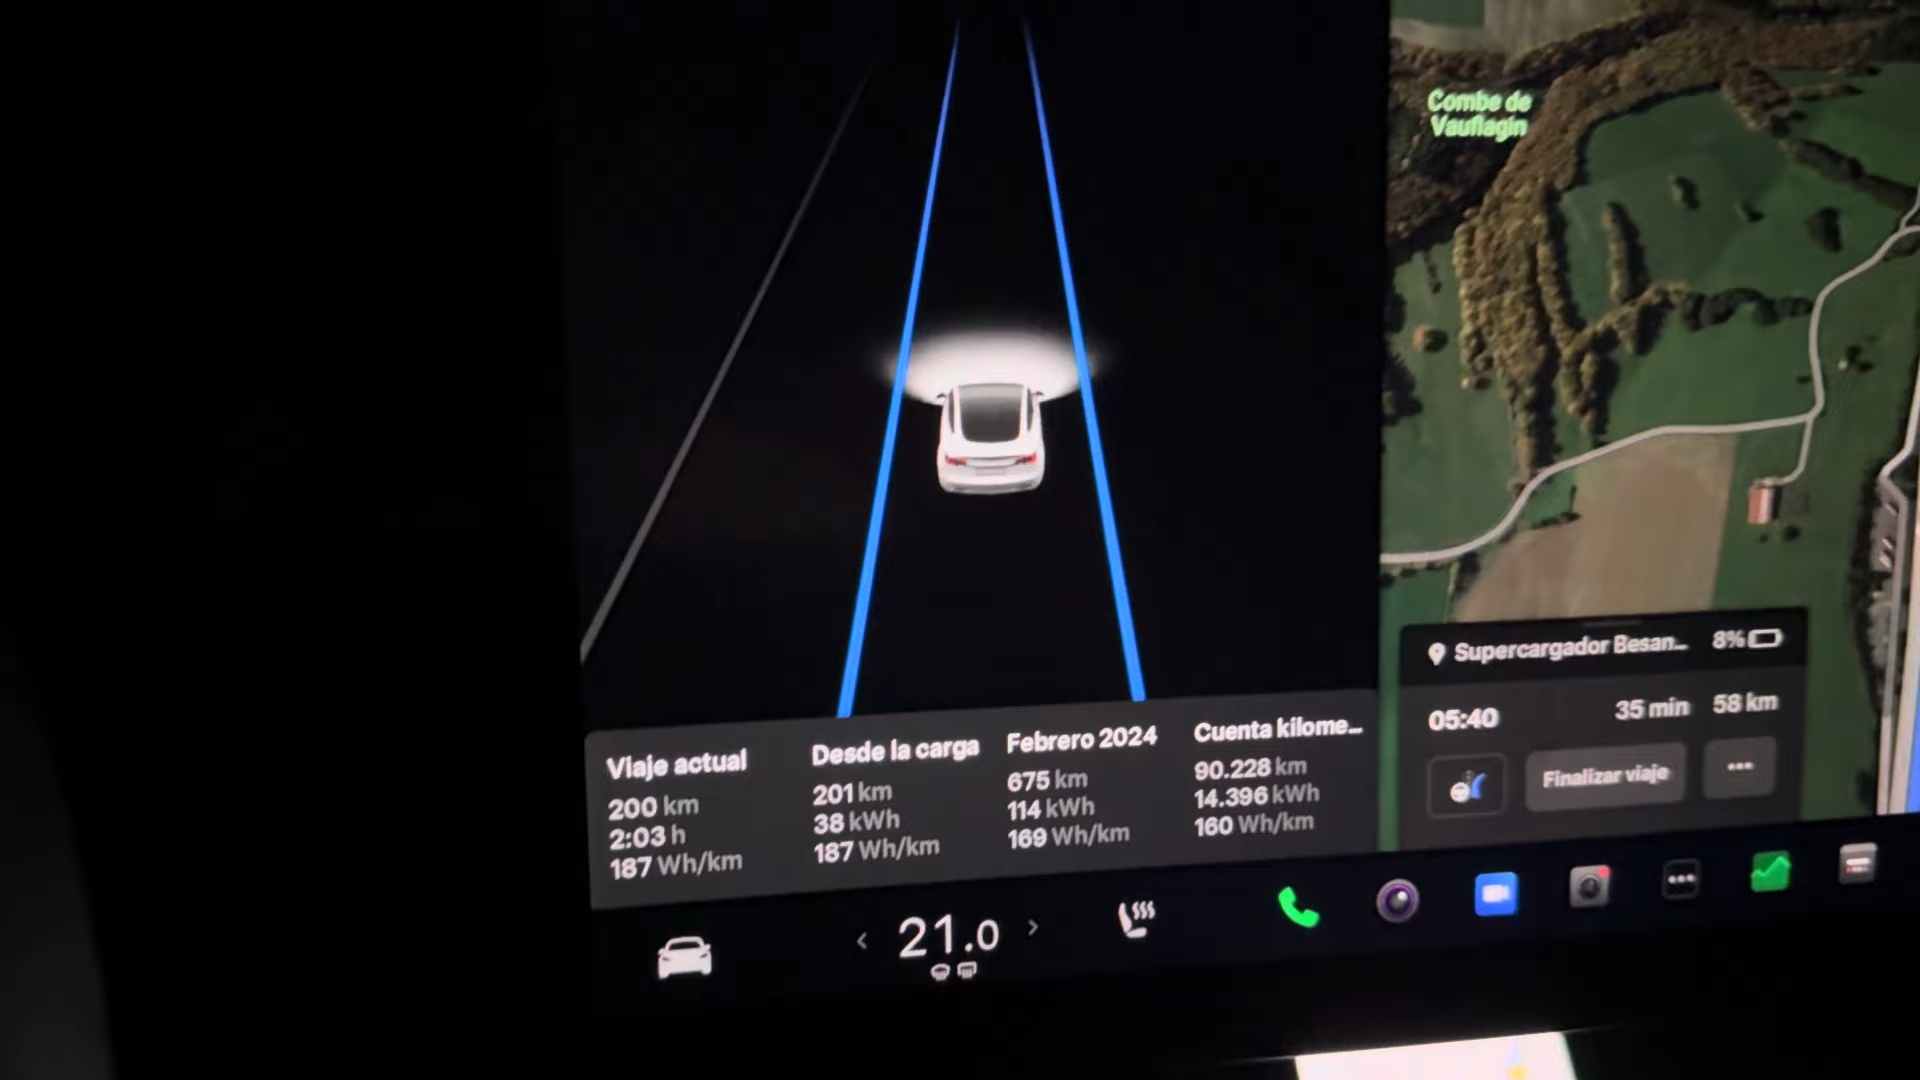 Combe de
Vauflagin
Supercargador Besan...
8%
05:40
35 min
58 km
Finalizar viaje
Viaje actual
200 km
2:03 h
187 Wh/km
Desde la carga
201 km
38 kWh
187 Wh/km
Febrero 2024
675 km
114 kWh
169 Wh/km
Cuenta kilome...
90.228 km
14.396 kWh
160 Wh/km
21.0